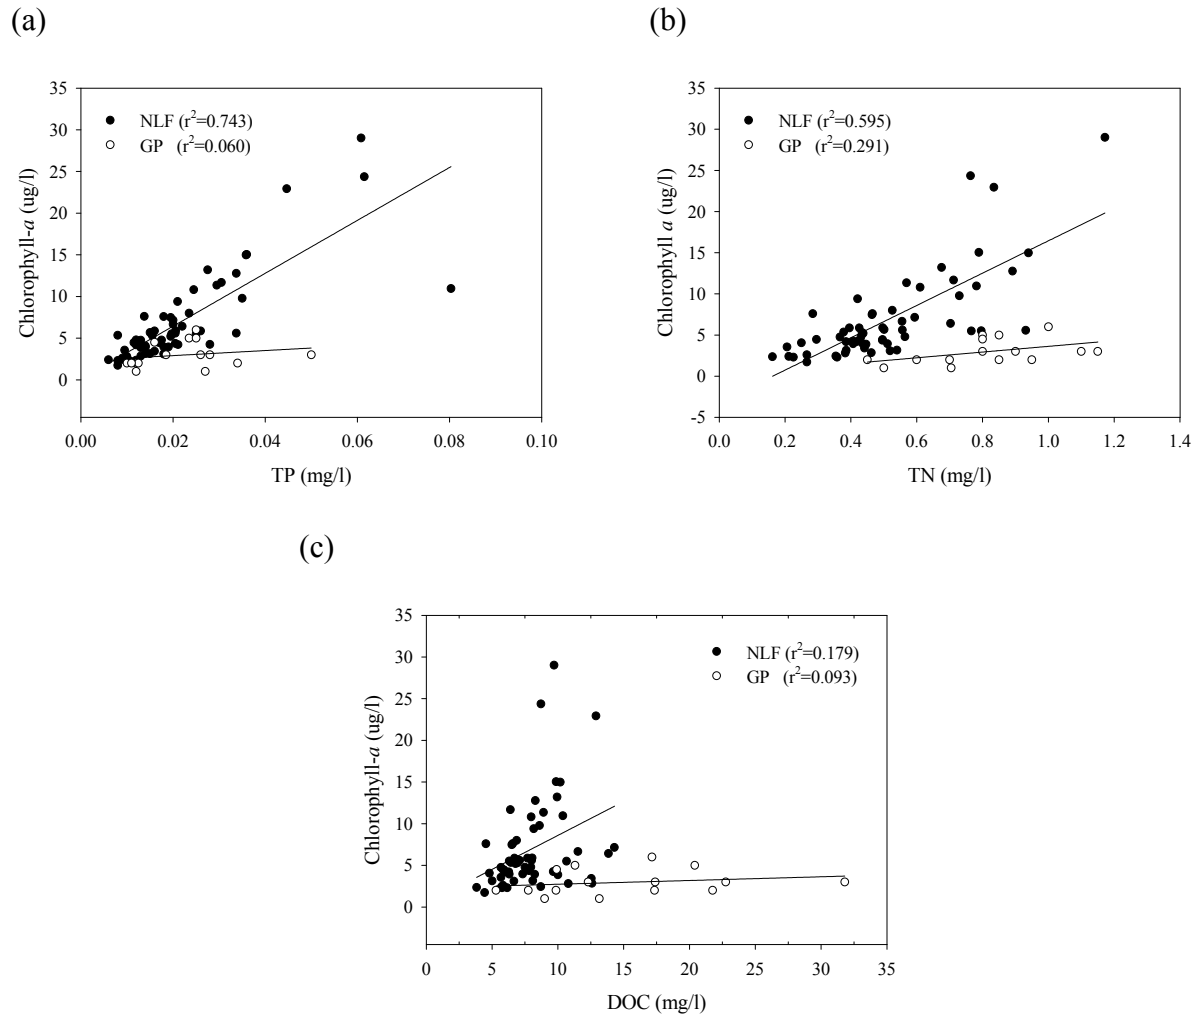 (a)
35
30
25
20
15
10
5
0
Chlorophyll-a (ug/l)
NLF (r²=0.743)
GP (r²=0.060)
0.00 0.02 0.04 0.06 0.08 0.10
TP (mg/l)
(b)
35
30
25
20
15
10
5
0
-5
Chlorophyll a (ug/l)
NLF (r²=0.595)
GP (r²=0.291)
0.0 0.2 0.4 0.6 0.8 1.0 1.2 1.4
TN (mg/l)
(c)
35
30
25
20
15
10
5
0
Chlorophyll-a (ug/l)
NLF (r²=0.179)
GP (r²=0.093)
0 5 10 15 20 25 30 35
DOC (mg/l)